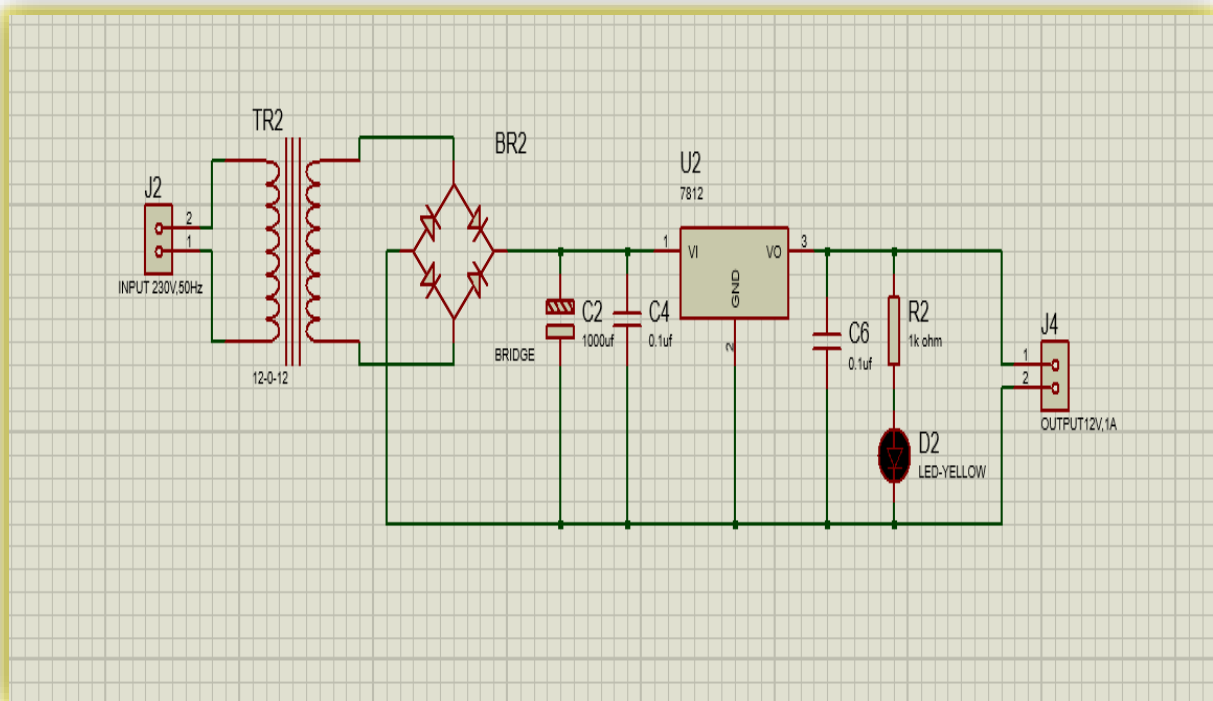 TR2
BR2
J2
2
1
INPUT 230V,50Hz
12-0-12
BRIDGE
C2
1000uf
C4
0.1uf
U2
7812
1
VI
VO
3
GND
2
C6
0.1uf
R2
1k ohm
D2
LED-YELLOW
J4
1
2
OUTPUT12V,1A